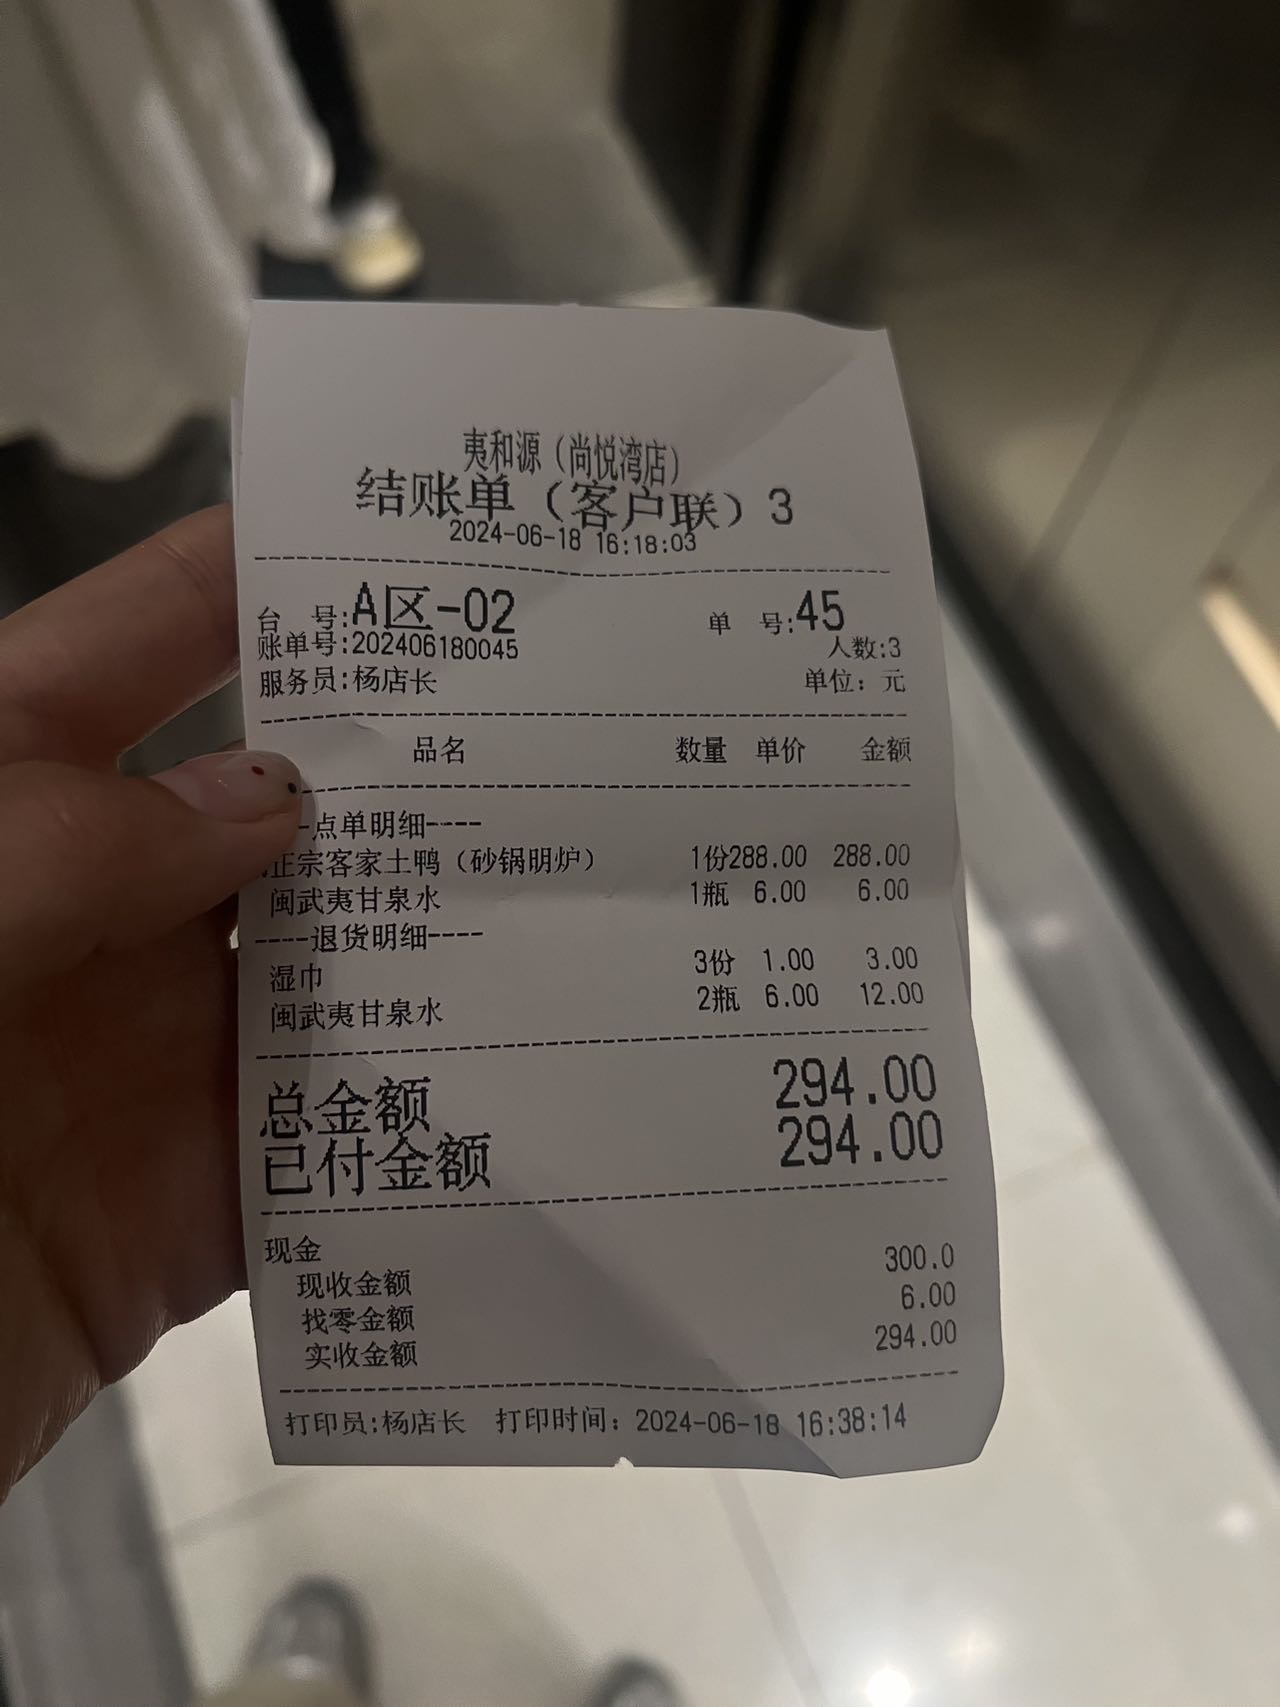 夷和源（尚悦湾店）
结账单（客户联）3
2024-06-18 16:18:03
台 号:A区-02 单 号:45
账单号:202406180045 人数:3
服务员:杨店长 单位：元
品名 数量 单价 金额
-点单明细----
正宗客家土鸭（砂锅明炉） 1份288.00 288.00
闽武夷甘泉水 1瓶 6.00 6.00
----退货明细----
湿巾 3份 1.00 3.00
闽武夷甘泉水 2瓶 6.00 12.00
总金额 294.00
已付金额 294.00
现金
现收金额 300.0
找零金额 6.00
实收金额 294.00
打印员:杨店长 打印时间：2024-06-18 16:38:14